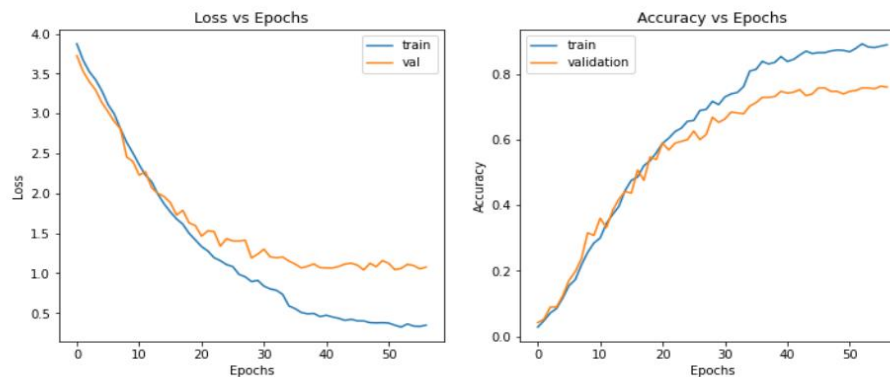 Loss vs Epochs
4.0
3.5
3.0
2.5
2.0
1.5
1.0
0.5
Loss
train
val
0 10 20 30 40 50
Epochs
Accuracy vs Epochs
0.8
0.6
0.4
0.2
0.0
Accuracy
train
validation
0 10 20 30 40 50
Epochs